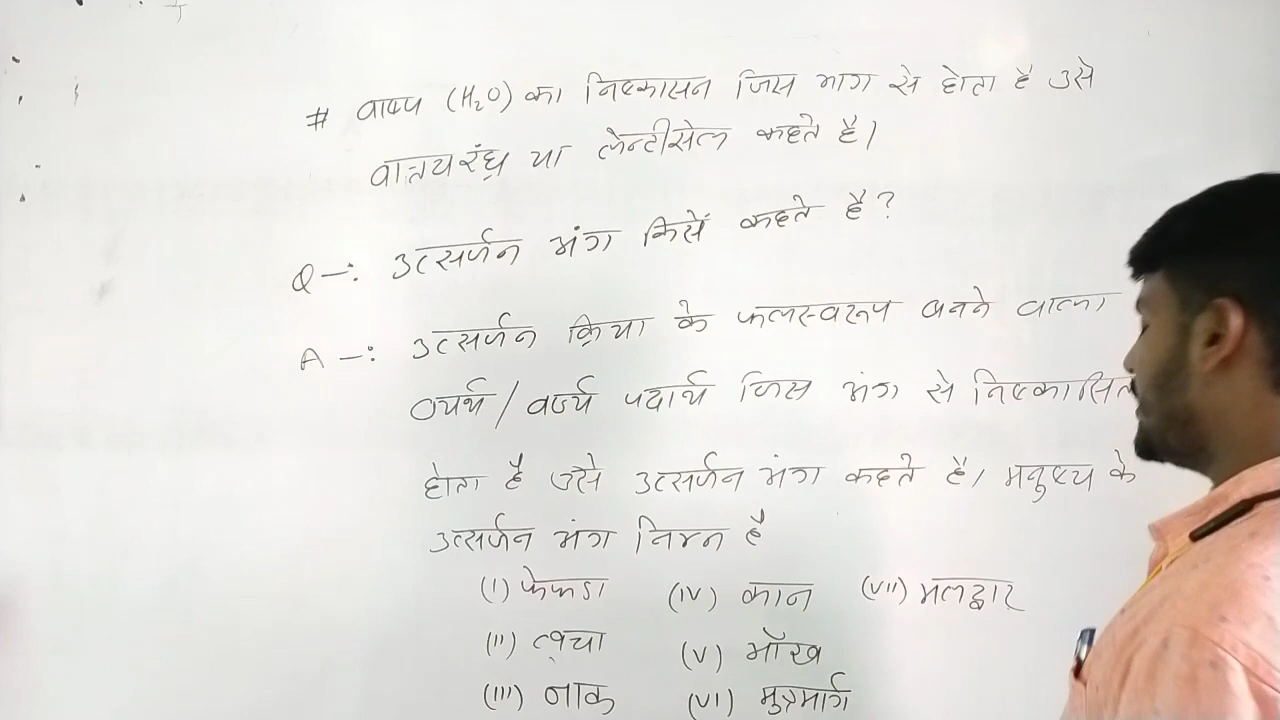 # वाष्प (H₂O) का निष्कासन जिस भाग से होता है उसे
वातयरंध्र या लेन्टीसेल कहते है।
Q –: उत्सर्जन अंग किसें कहते है?
A –: उत्सर्जन क्रिया के फलस्वरूप बनने वाला
व्यर्थ / वर्ज्य पदार्थ जिस अंग से निष्कासित
होता है उसे उत्सर्जन अंग कहते है। मनुष्य के
उत्सर्जन अंग निम्न है
(I) फेफडा (IV) कान (VII) मलद्वार
(II) त्वचा (V) आँख
(III) नाक (VI) मुत्रमार्ग